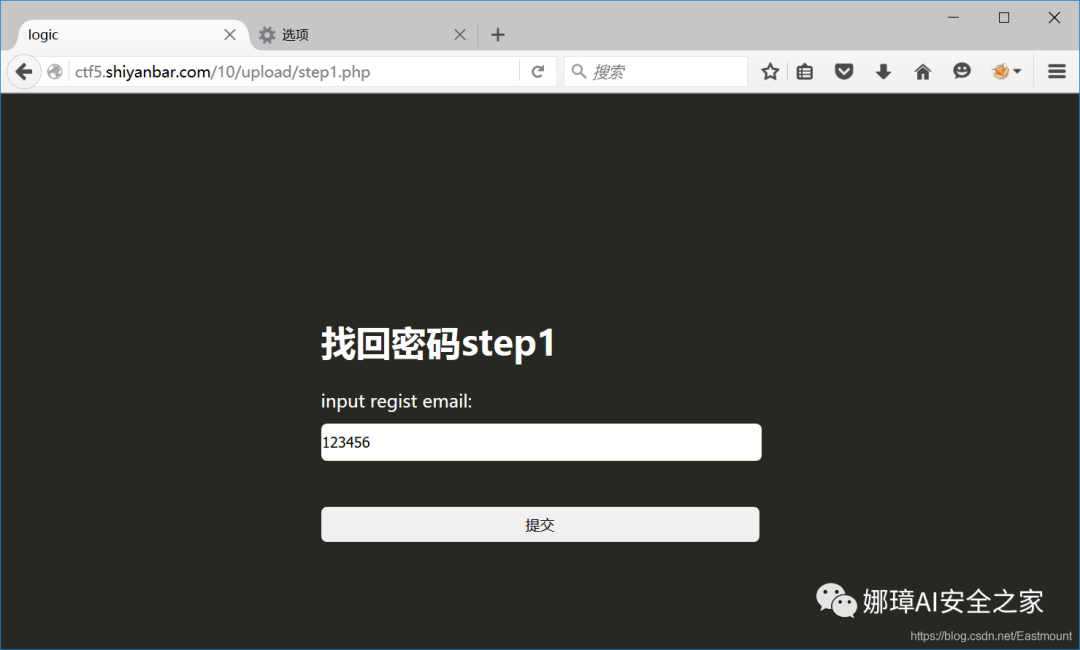 logic
选项
ctf5.shiyanbar.com/10/upload/step1.php
搜索
找回密码step1
input regist email:
123456
提交
娜璋AI安全之家
https://blog.csdn.net/Eastmount